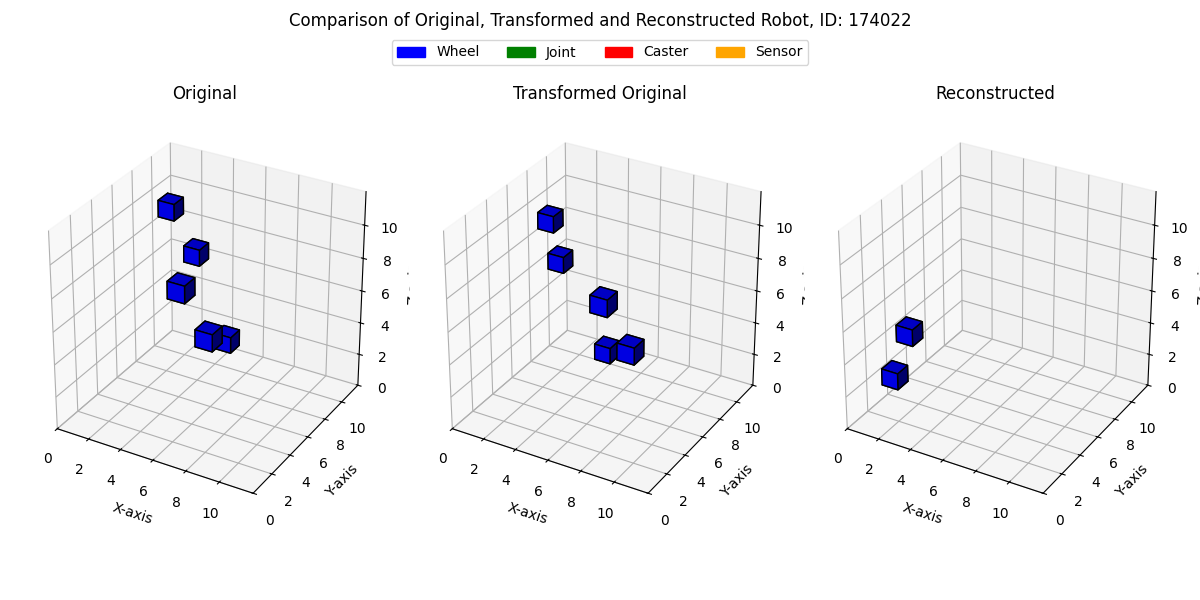 Comparison of Original, Transformed and Reconstructed Robot, ID: 174022
Wheel Joint Caster Sensor
Original Transformed Original Reconstructed
10 10 10
8 8 8
6 6 6
4 4 4
2 2 2
0 0 0
10 10 10
8 8 8
6 6 6
4 4 4
2 2 2
0 0 0
0 2 4 6 8 10 0 2 4 6 8 10 0 2 4 6 8 10
Y-axis Y-axis Y-axis
X-axis X-axis X-axis